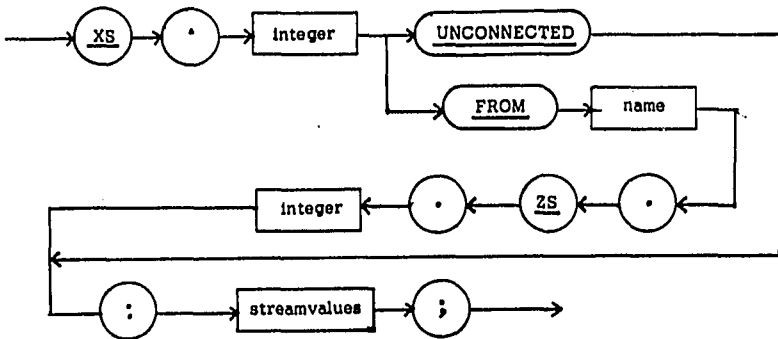 XS ' integer UNCONNECTED
FROM name
integer . ZS .
: streamvalues ;